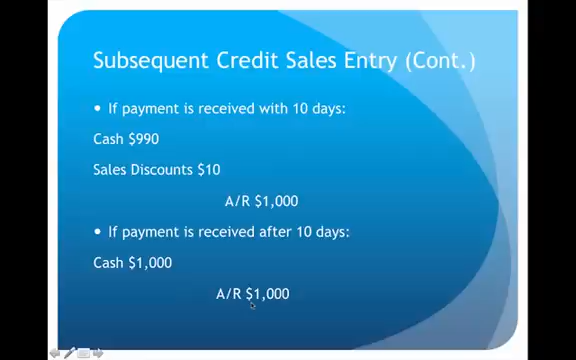 Subsequent Credit Sales Entry (Cont.)
• If payment is received with 10 days:
Cash $990
Sales Discounts $10
A/R $1,000
• If payment is received after 10 days:
Cash $1,000
A/R $1,000